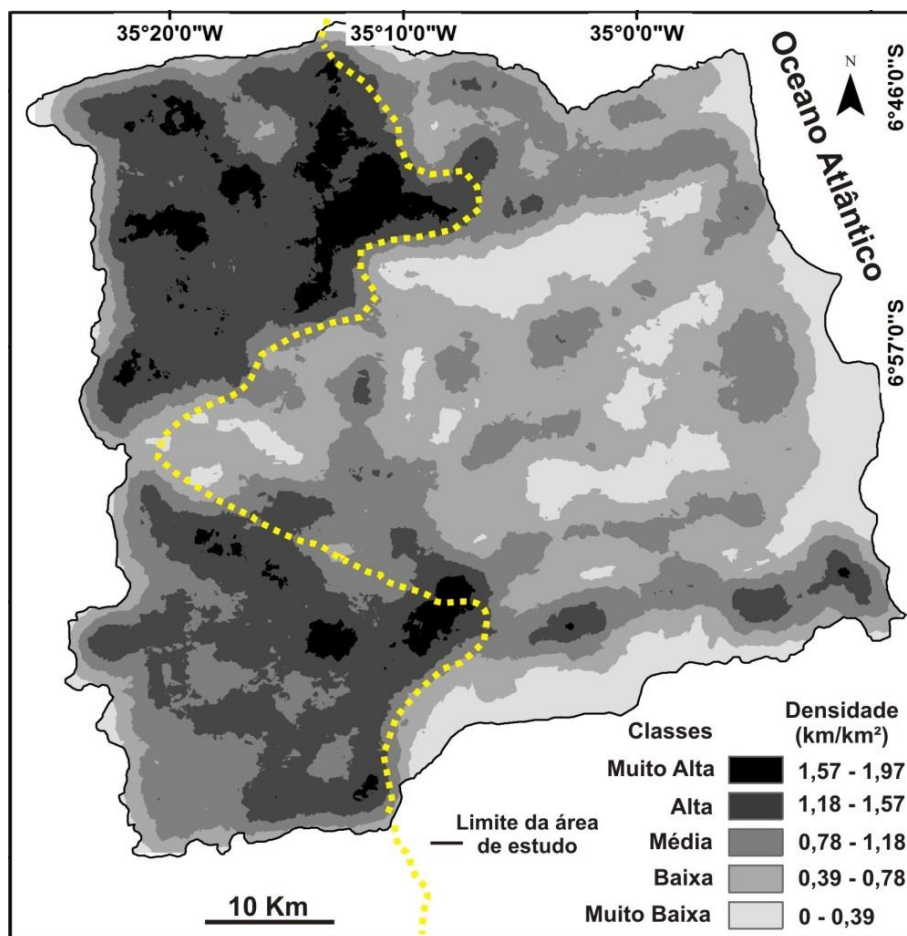 35°20'0"W 35°10'0"W 35°0'0"W
Oceano Atlântico
N
6°46'0"S
6°57'0"S
Classes Densidade
(km/km²)
Muito Alta 1,57 - 1,97
Alta 1,18 - 1,57
Média 0,78 - 1,18
Baixa 0,39 - 0,78
Muito Baixa 0 - 0,39
Limite da área
de estudo
10 Km